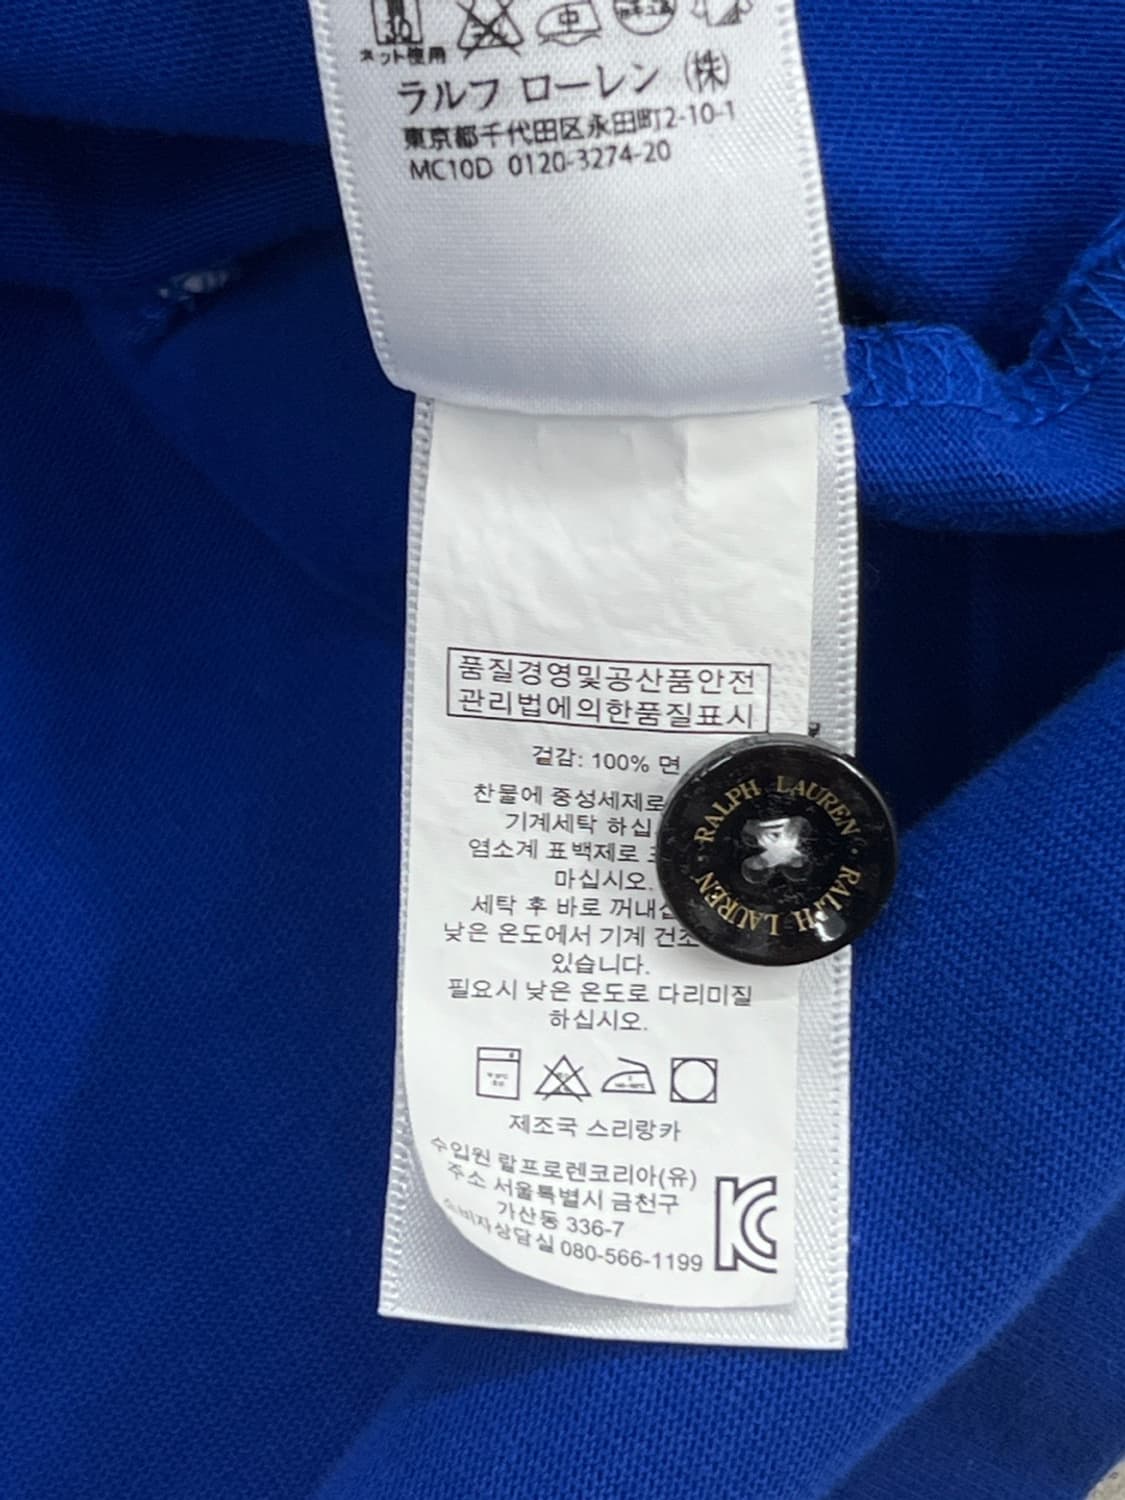 ネット使用
中
ラルフ ローレン (株)
東京都千代田区永田町2-10-1
MC10D 0120-3274-20
품질경영및공산품안전
관리법에의한품질표시
겉감: 100% 면
찬물에 중성세제로
기계세탁 하십
염소계 표백제로
마십시오.
세탁 후 바로 꺼내십
낮은 온도에서 기계 건조
있습니다.
필요시 낮은 온도로 다리미질
하십시오.
제조국 스리랑카
수입원 랄프로렌코리아(유)
주소 서울특별시 금천구
가산동 336-7
소비자상담실 080-566-1199
RALPH LAUREN · RALPH LAUREN ·